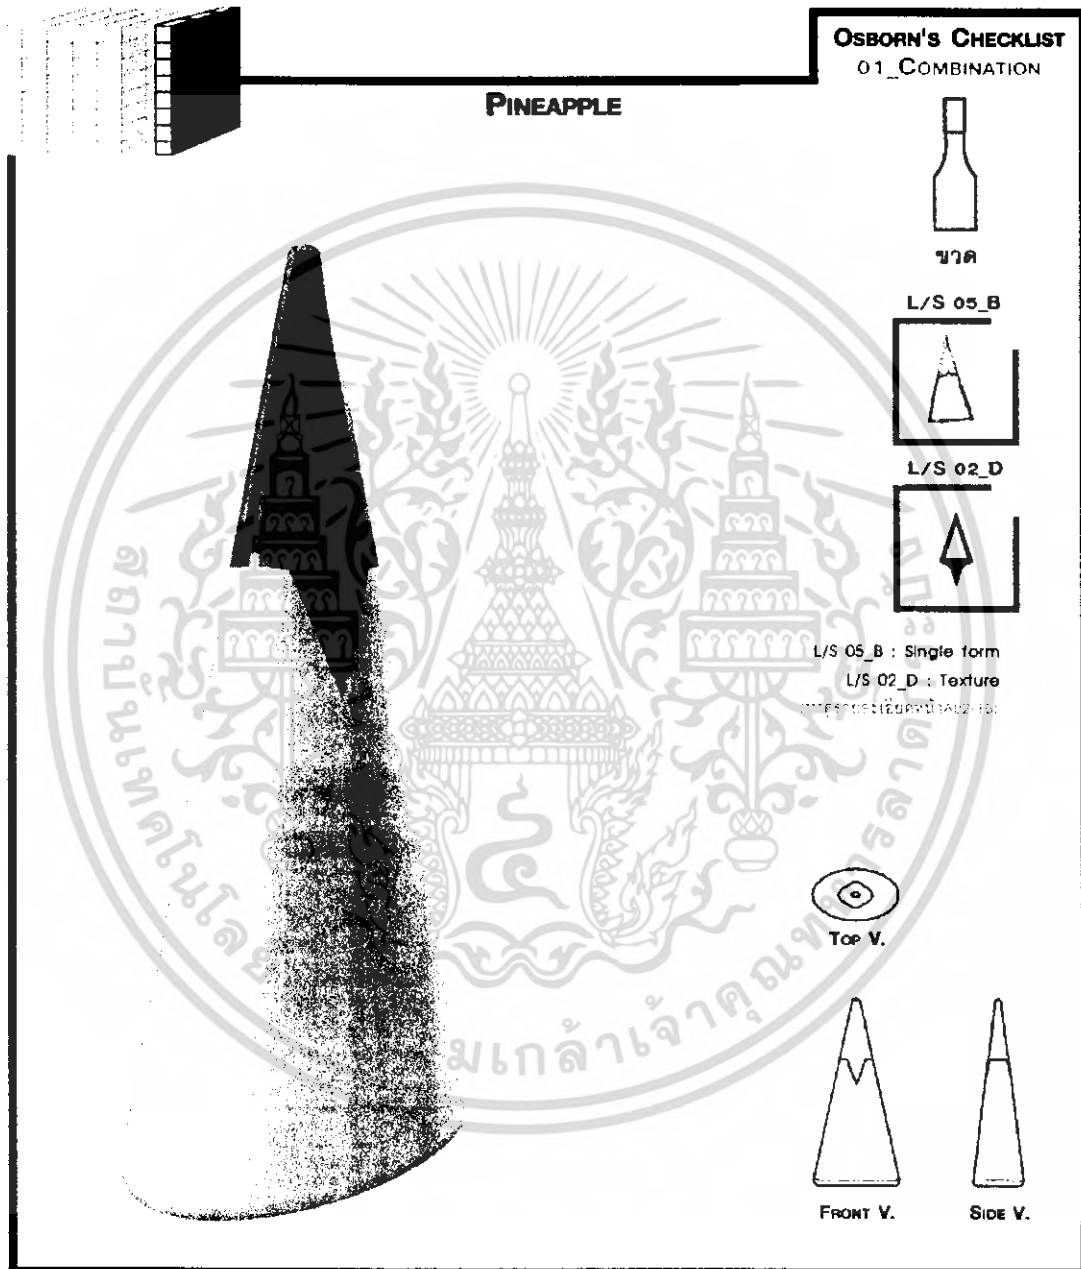 OSBORN'S CHECKLIST
01_COMBINATION
PINEAPPLE
ขวด
L/S 05_B
L/S 02_D
L/S 05_B : Single form
L/S 02_D : Texture
TOP V.
FRONT V.
SIDE V.